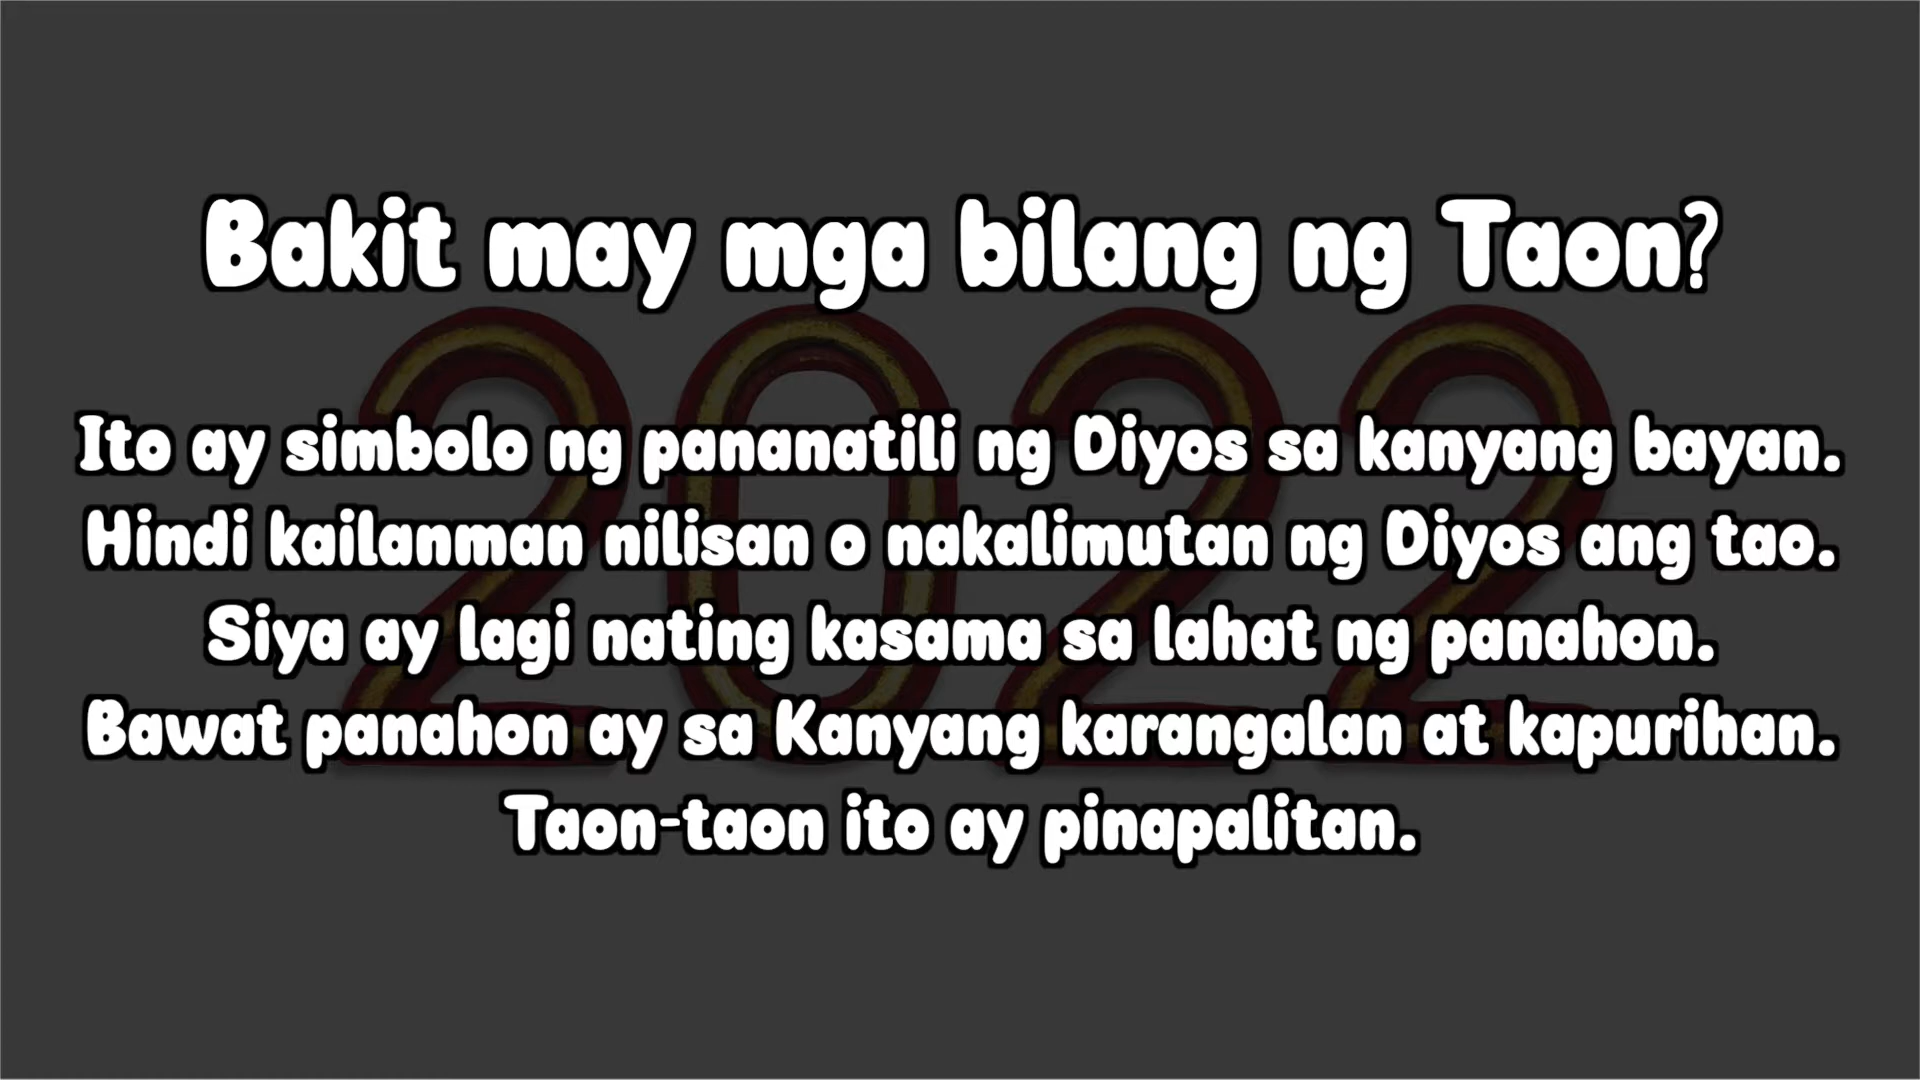 Bakit may mga bilang ng Taon?
2022
Ito ay simbolo ng pananatili ng Diyos sa kanyang bayan.
Hindi kailanman nilisan o nakalimutan ng Diyos ang tao.
Siya ay lagi nating kasama sa lahat ng panahon.
Bawat panahon ay sa Kanyang karangalan at kapurihan.
Taon-taon ito ay pinapalitan.